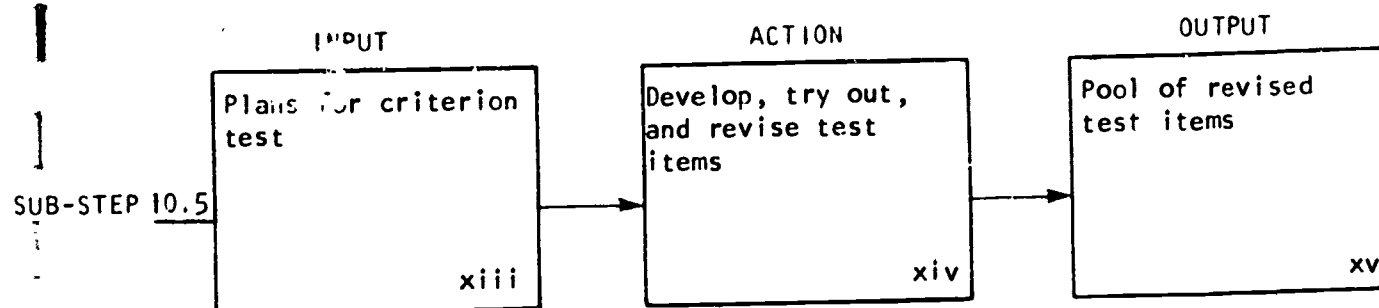 INPUT
ACTION
OUTPUT
Plans for criterion
test
xiii
Develop, try out,
and revise test
items
xiv
Pool of revised
test items
xv
SUB-STEP 10.5